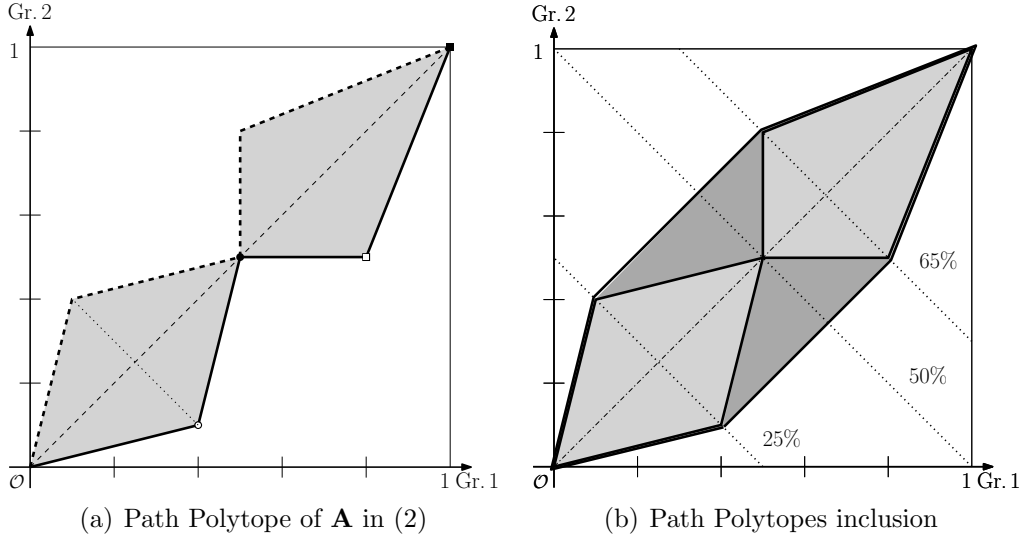 Gr. 2
1
𝒪
1 Gr. 1
(a) Path Polytope of A in (2)
Gr. 2
1
65%
50%
25%
𝒪
1 Gr. 1
(b) Path Polytopes inclusion